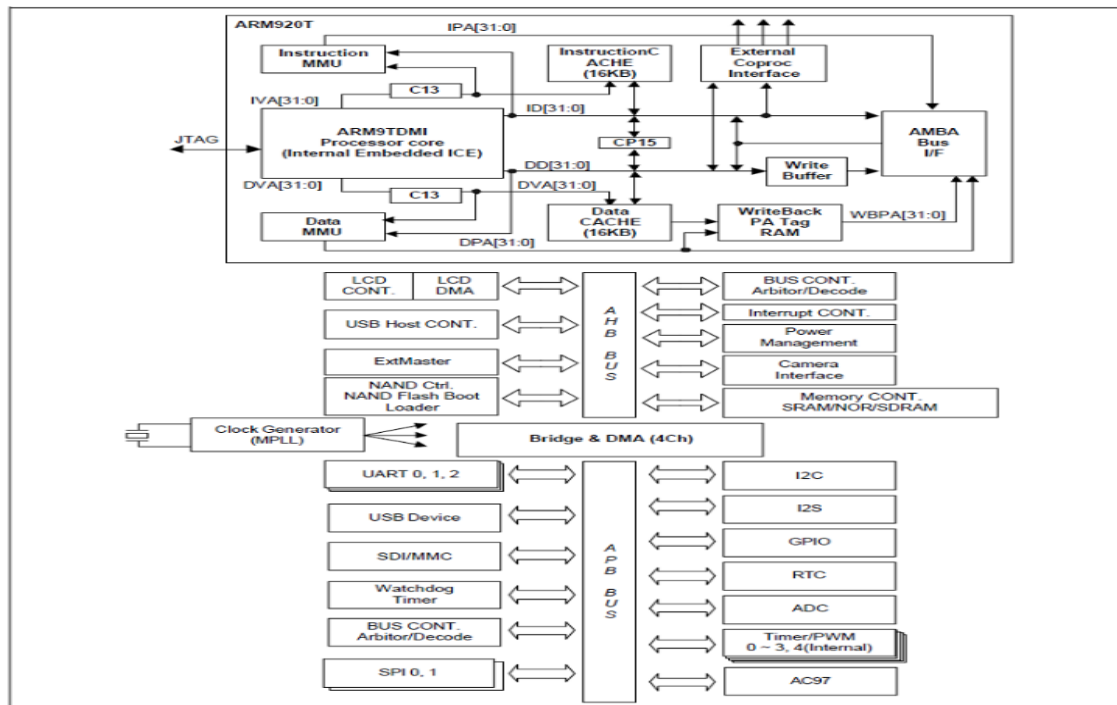 ARM920T
IPA[31:0]
Instruction
MMU
InstructionC
ACHE
(16KB)
External
Coproc
Interface
C13
IVA[31:0]
ID[31:0]
JTAG
ARM9TDMI
Processor core
(Internal Embedded ICE)
CP15
AMBA
Bus
I/F
DD[31:0]
Write
Buffer
DVA[31:0]
C13
DVA[31:0]
Data
MMU
Data
CACHE
(16KB)
WriteBack
PA Tag
RAM
WBPA[31:0]
DPA[31:0]
LCD
CONT.
LCD
DMA
BUS CONT.
Arbitor/Decode
USB Host CONT.
Interrupt CONT.
Power
Management
ExtMaster
Camera
Interface
NAND Ctrl.
NAND Flash Boot
Loader
Memory CONT.
SRAM/NOR/SDRAM
AHB BUS
Clock Generator
(MPLL)
Bridge & DMA (4Ch)
UART 0, 1, 2
I2C
USB Device
I2S
SDI/MMC
GPIO
Watchdog
Timer
RTC
BUS CONT.
Arbitor/Decode
ADC
Timer/PWM
0 ~ 3, 4(Internal)
SPI 0, 1
AC97
APB BUS